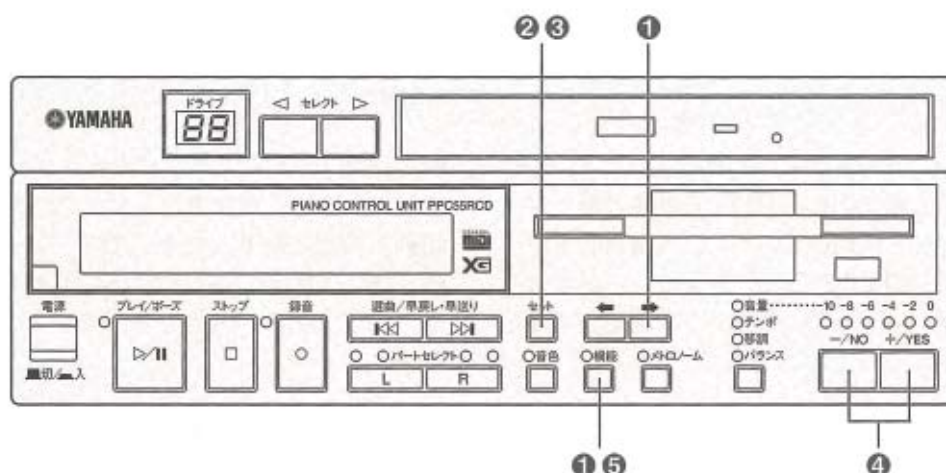 ❷❸ ❶
YAMAHA
ドライブ
88
◁ セレクト ▷
PIANO CONTROL UNIT PPC55RCD
XG
電源
プレイ/ポーズ
ストップ
録音
選曲/早戻し・早送り
セット
音量 -10 -8 -6 -4 -2 0
テンポ
移調
バランス
−/NO +/YES
パートセレクト
L R
音色
機能
メトロノーム
切/入
❶❺ ❹